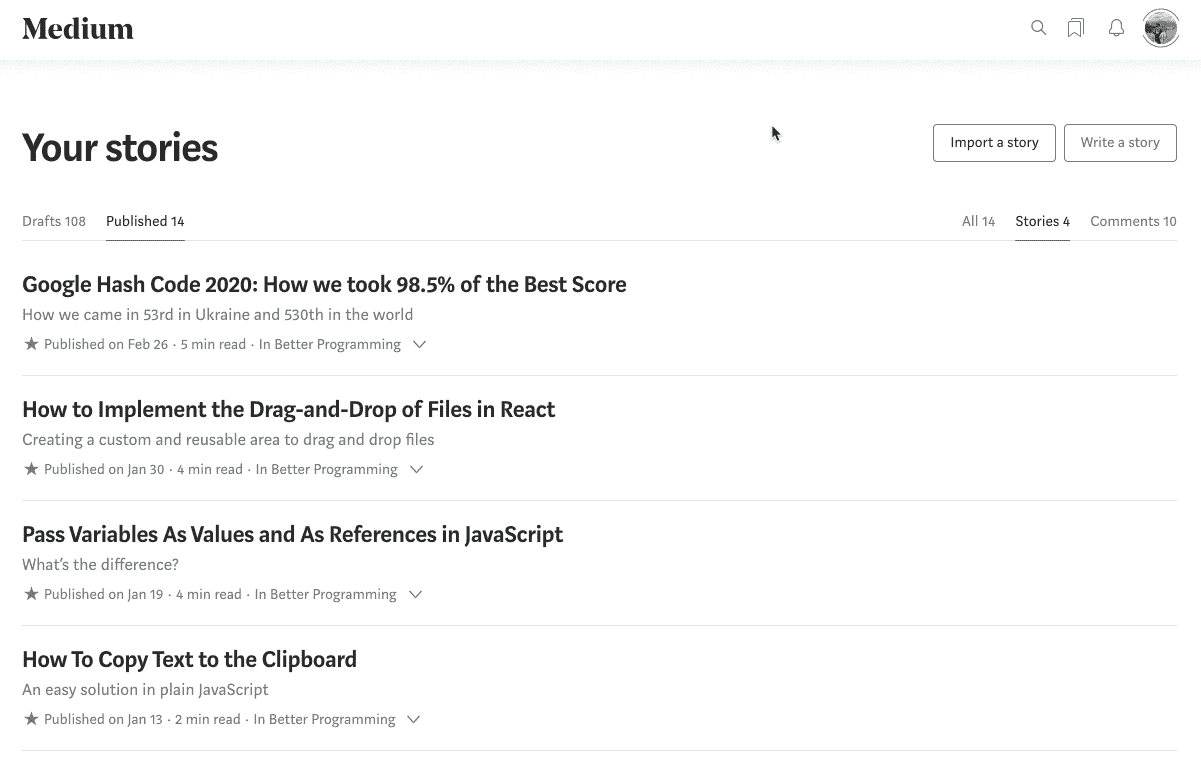 Medium
Your stories
Import a story
Write a story
Drafts 108
Published 14
All 14
Stories 4
Comments 10
Google Hash Code 2020: How we took 98.5% of the Best Score
How we came in 53rd in Ukraine and 530th in the world
★ Published on Feb 26 · 5 min read · In Better Programming
How to Implement the Drag-and-Drop of Files in React
Creating a custom and reusable area to drag and drop files
★ Published on Jan 30 · 4 min read · In Better Programming
Pass Variables As Values and As References in JavaScript
What’s the difference?
★ Published on Jan 19 · 4 min read · In Better Programming
How To Copy Text to the Clipboard
An easy solution in plain JavaScript
★ Published on Jan 13 · 2 min read · In Better Programming